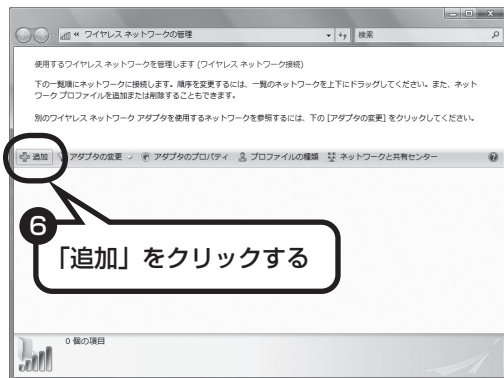 « ワイヤレス ネットワークの管理
検索
使用するワイヤレス ネットワークを管理します (ワイヤレス ネットワーク接続)
下の一覧順にネットワークに接続します。順序を変更するには、一覧のネットワークを上下にドラッグしてください。また、ネット
ワーク プロファイルを追加または削除することもできます。
別のワイヤレス ネットワーク アダプタを使用するネットワークを参照するには、下の [アダプタの変更] をクリックしてください。
追加 アダプタの変更 アダプタのプロパティ プロファイルの種類 ネットワークと共有センター
6
「追加」をクリックする
0 個の項目